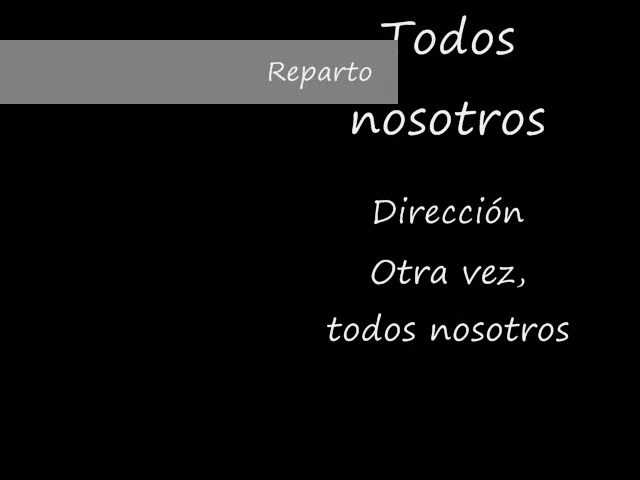 Reparto
Todos
nosotros
Dirección
Otra vez,
todos nosotros